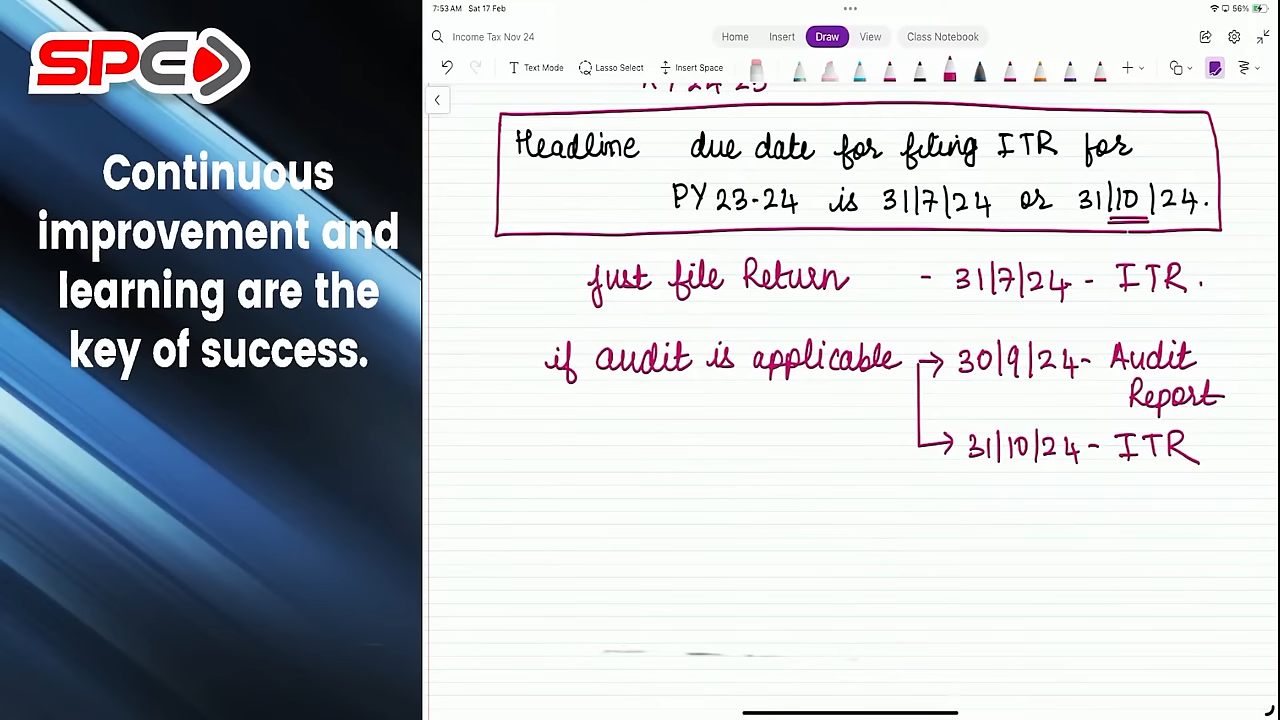 7:53 AM Sat 17 Feb
56%
SPE
Continuous
improvement and
learning are the
key of success.
Income Tax Nov 24
Home Insert Draw View Class Notebook
Text Mode Lasso Select Insert Space
Headline due date for filing ITR for
PY 23-24 is 31/7/24 or 31/10/24.
Just file Return - 31/7/24 - ITR.
if audit is applicable → 30/9/24 - Audit
Report
→ 31/10/24 - ITR